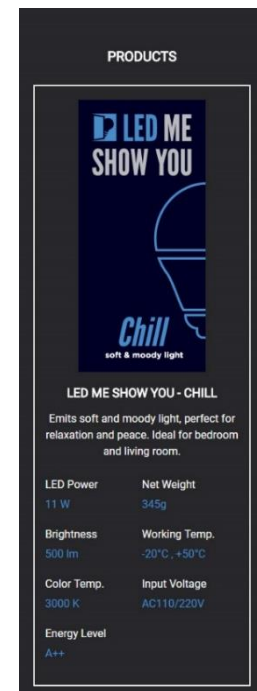 PRODUCTS
LED ME
SHOW YOU
Chill
soft & moody light
LED ME SHOW YOU - CHILL
Emits soft and moody light, perfect for
relaxation and peace. Ideal for bedroom
and living room.
LED Power Net Weight
11 W 345g
Brightness Working Temp.
500 lm -20°C , +50°C
Color Temp. Input Voltage
3000 K AC110/220V
Energy Level
A++